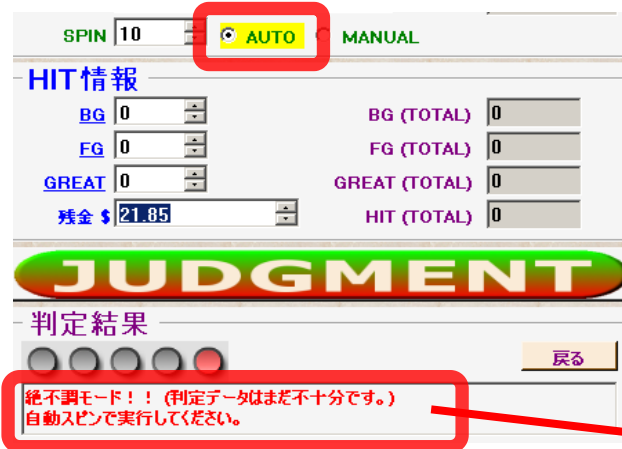 SPIN 10 AUTO MANUAL
HIT情報
BG 0 BG (TOTAL) 0
FG 0 FG (TOTAL) 0
GREAT 0 GREAT (TOTAL) 0
残金 $ 21.85 HIT (TOTAL) 0
JUDGMENT
判定結果
戻る
絶不調モード！！ (判定データはまだ不十分です。)
自動スピンで実行してください。